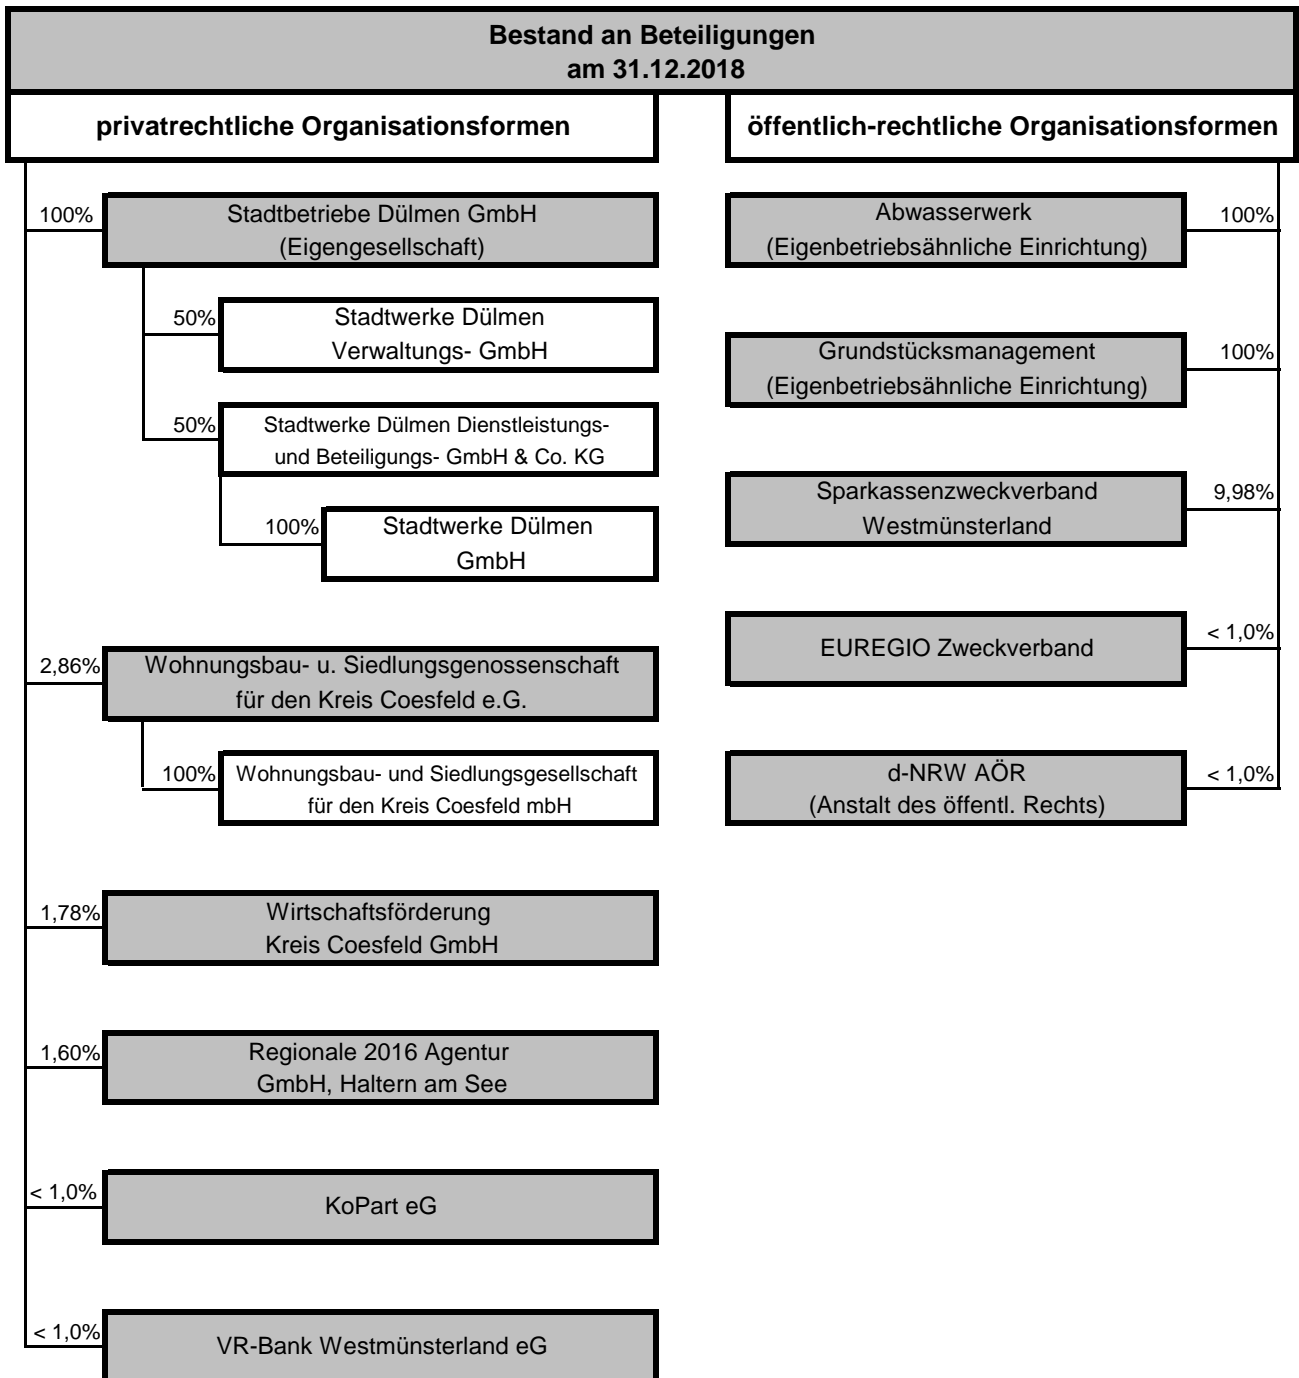 Bestand an Beteiligungen
am 31.12.2018
privatrechtliche Organisationsformen
100%
Stadtbetriebe Dülmen GmbH
(Eigengesellschaft)
50%
Stadtwerke Dülmen
Verwaltungs- GmbH
50%
Stadtwerke Dülmen Dienstleistungs-
und Beteiligungs- GmbH & Co. KG
100%
Stadtwerke Dülmen
GmbH
2,86%
Wohnungsbau- u. Siedlungsgenossenschaft
für den Kreis Coesfeld e.G.
100%
Wohnungsbau- und Siedlungsgesellschaft
für den Kreis Coesfeld mbH
1,78%
Wirtschaftsförderung
Kreis Coesfeld GmbH
1,60%
Regionale 2016 Agentur
GmbH, Haltern am See
< 1,0%
KoPart eG
< 1,0%
VR-Bank Westmünsterland eG
öffentlich-rechtliche Organisationsformen
Abwasserwerk
(Eigenbetriebsähnliche Einrichtung)
100%
Grundstücksmanagement
(Eigenbetriebsähnliche Einrichtung)
100%
Sparkassenzweckverband
Westmünsterland
9,98%
EUREGIO Zweckverband
< 1,0%
d-NRW AÖR
(Anstalt des öffentl. Rechts)
< 1,0%